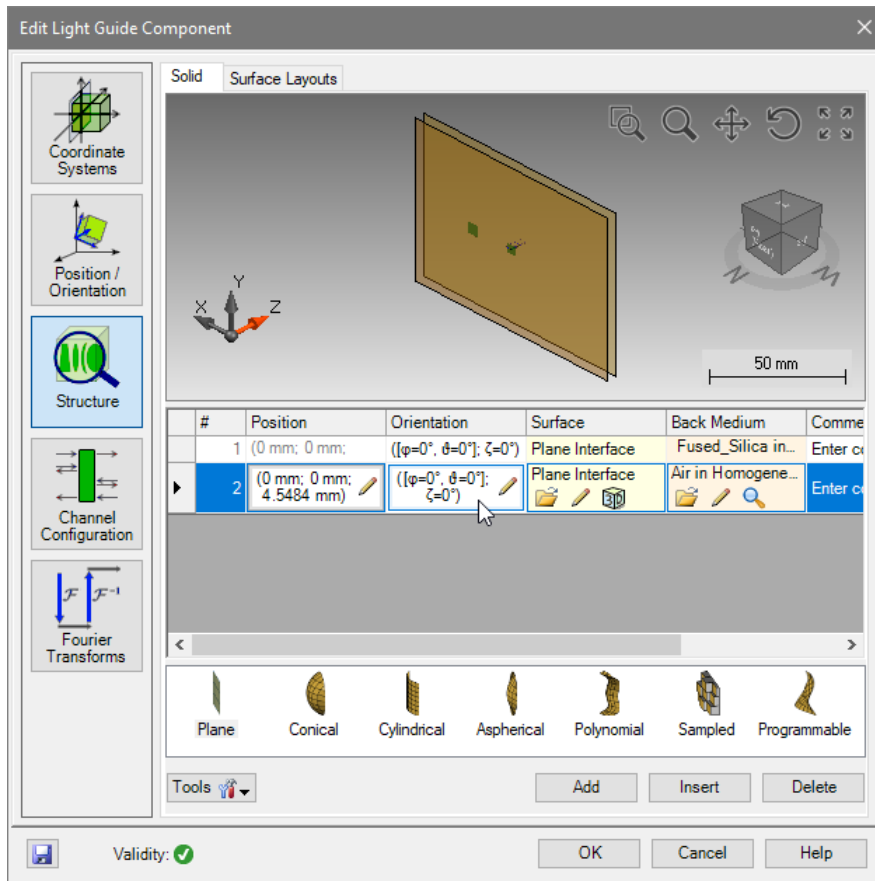 Edit Light Guide Component
Solid
Surface Layouts
Coordinate
Systems
Position /
Orientation
Structure
Channel
Configuration
Fourier
Transforms
Y
X
Z
50 mm
# Position Orientation Surface Back Medium Comme
1 (0 mm; 0 mm; ([φ=0°, ϑ=0°]; ζ=0°) Plane Interface Fused_Silica in... Enter co
2 (0 mm; 0 mm; 4.5484 mm) ([φ=0°, ϑ=0°]; ζ=0°) Plane Interface Air in Homogene... Enter co
Plane Conical Cylindrical Aspherical Polynomial Sampled Programmable
Tools Add Insert Delete
Validity: OK Cancel Help